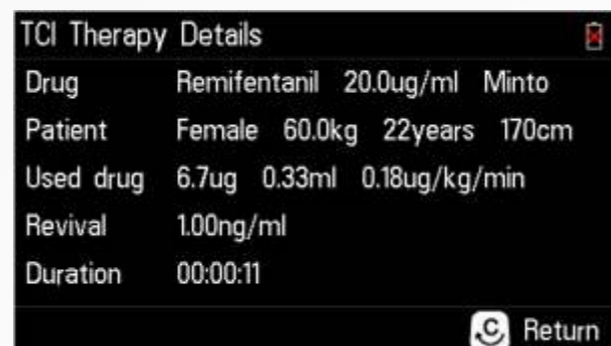 TCI Therapy Details
Drug Remifentanil 20.0ug/ml Minto
Patient Female 60.0kg 22years 170cm
Used drug 6.7ug 0.33ml 0.18ug/kg/min
Revival 1.00ng/ml
Duration 00:00:11
C Return